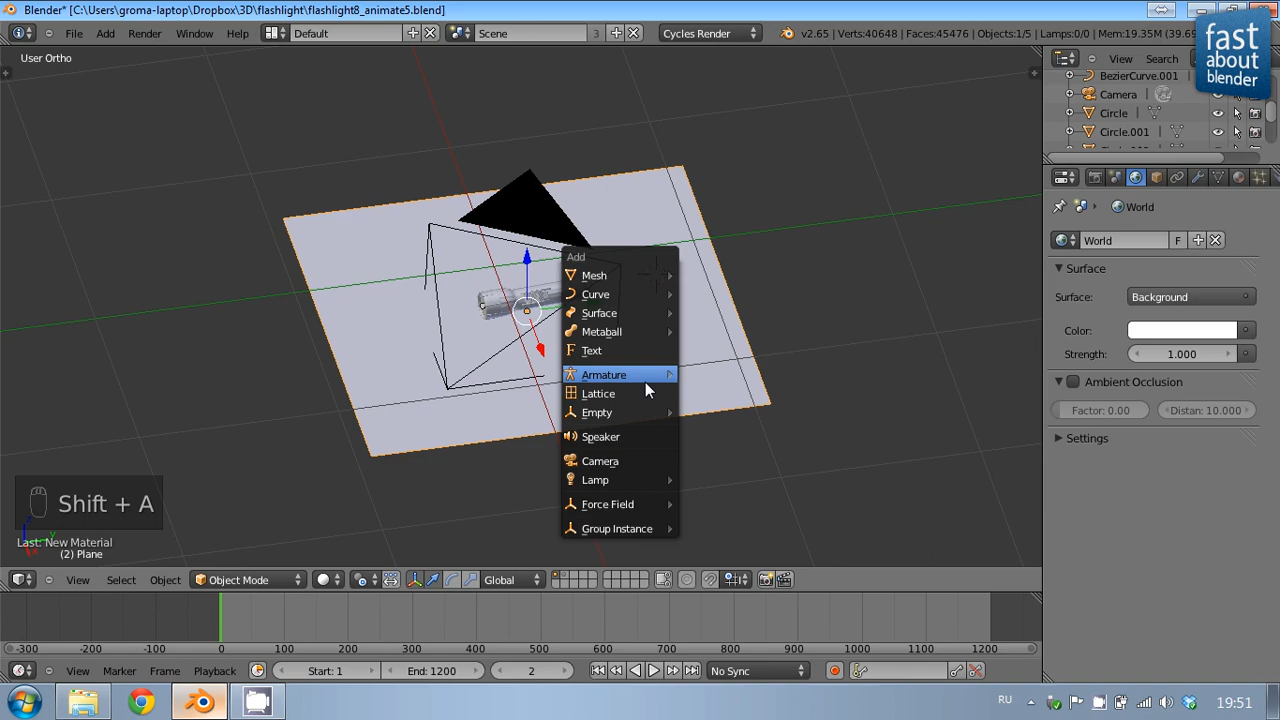 Blender* [C:\Users\groma-laptop\Dropbox\3D\flashlight\flashlight8_animate5.blend]
File Add Render Window Help Default Scene 3 Cycles Render v2.65 | Verts:40648 | Faces:45476 | Objects:1/5 | Lamps:0/0 | Mem:19.35M
fast
about
blender
User Ortho
View Search
BezierCurve.001
Camera
Circle
Circle.001
World
World F
Surface
Surface: Background
Color:
Strength: 1.000
Ambient Occlusion
Factor: 0.00 Distan: 10.000
Settings
Add
Mesh
Curve
Surface
Metaball
Text
Armature
Lattice
Empty
Speaker
Camera
Lamp
Force Field
Group Instance
Shift + A
Last: New Material
(2) Plane
View Select Object Object Mode Global
-300 -200 -100 0 100 200 300 400 500 600 700 800 900 1000 1100 1200
View Marker Frame Playback Start: 1 End: 1200 2 No Sync
RU 19:51